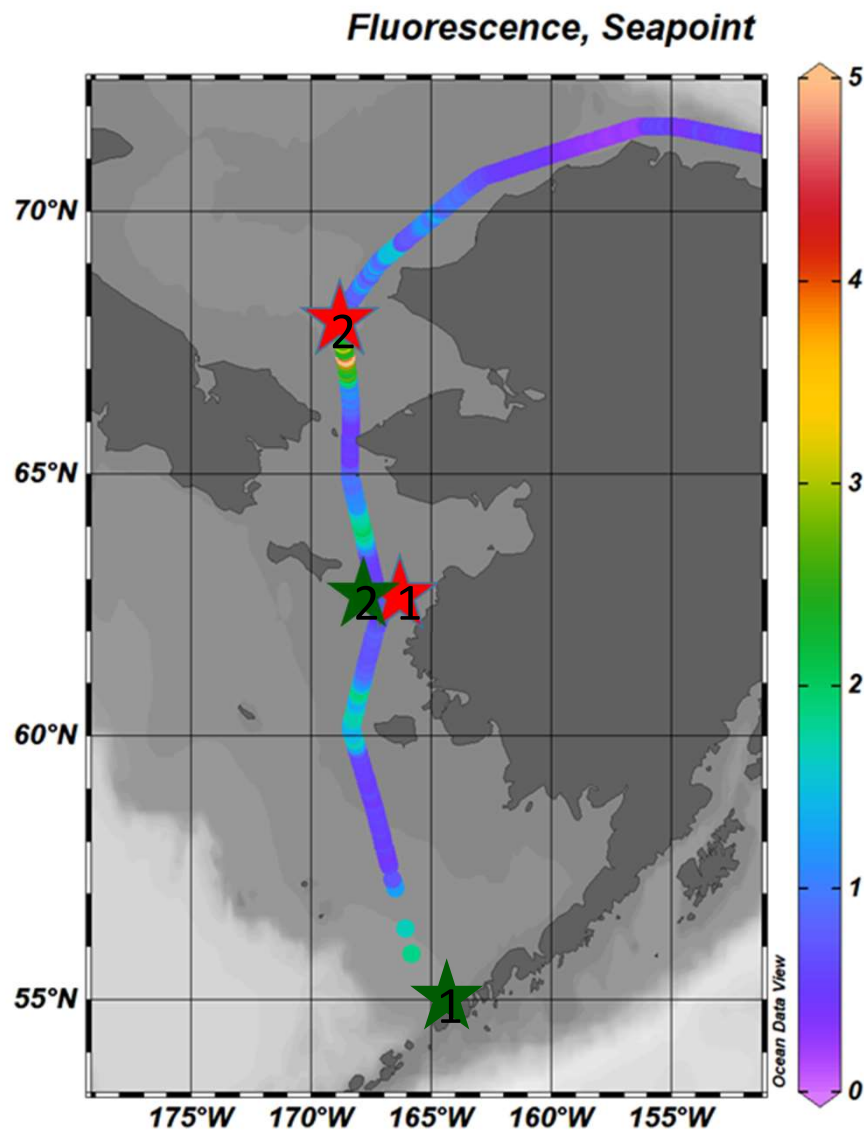 Fluorescence, Seapoint
5
70°N
4
2
3
65°N
2 1
2
60°N
1
55°N
1
Ocean Data View
0
175°W 170°W 165°W 160°W 155°W